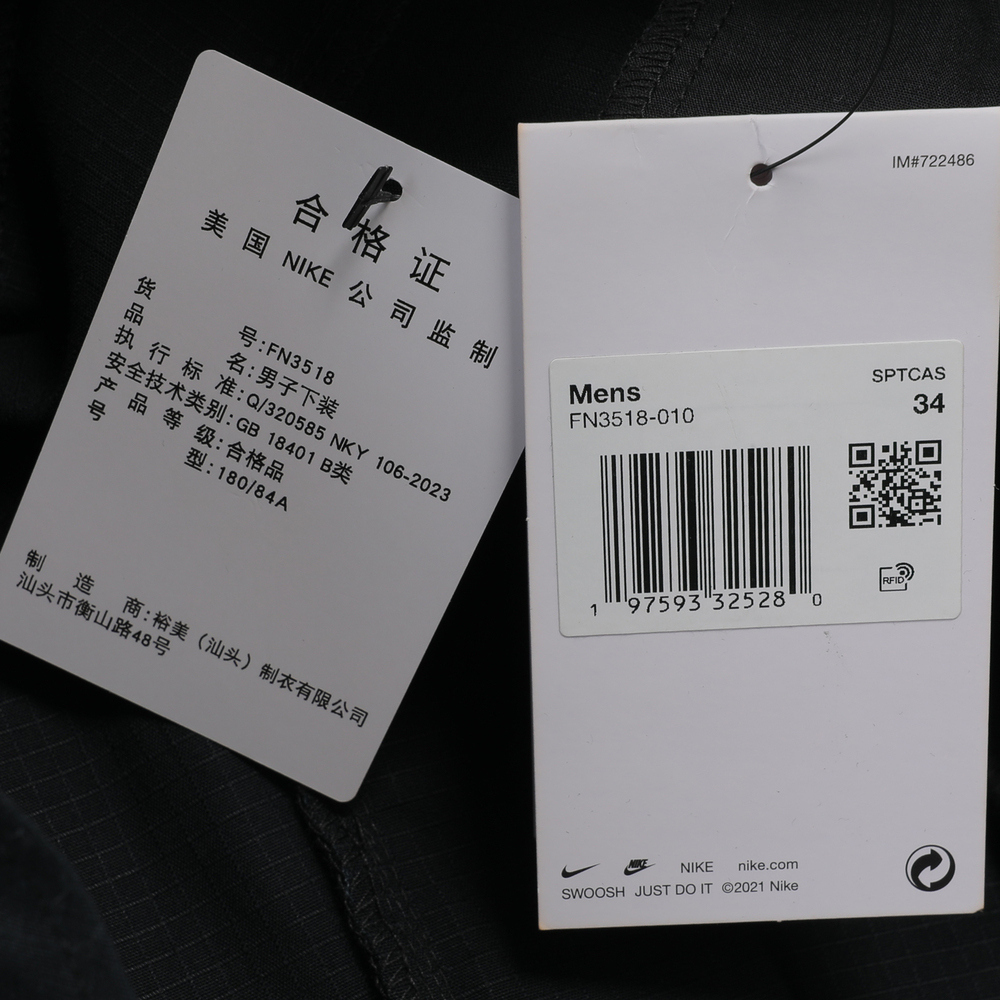 合格证
美国 NIKE 公司监制
货号:FN3518
品名:男子下装
执行标准:Q/320585 NKY 106-2023
安全技术类别:GB 18401 B类
产品等级:合格品
号型:180/84A
制造商:裕美（汕头）制衣有限公司
汕头市衡山路48号
IM#722486
Mens SPTCAS
FN3518-010 34
1 97593 32528 0
RFID
NIKE NIKE nike.com
SWOOSH JUST DO IT ©2021 Nike